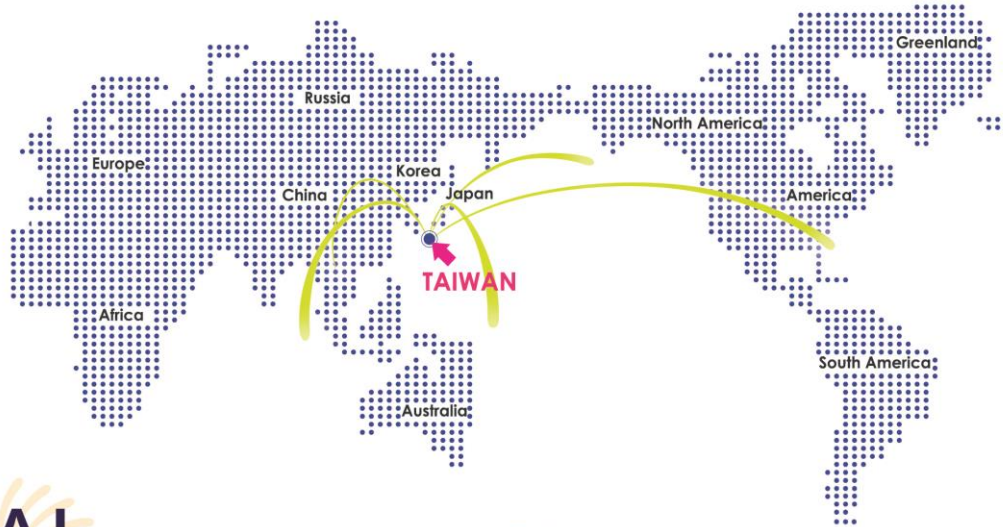 Greenland
Russia
North America
Europe
Korea
China
Japan
America
TAIWAN
Africa
South America
Australia